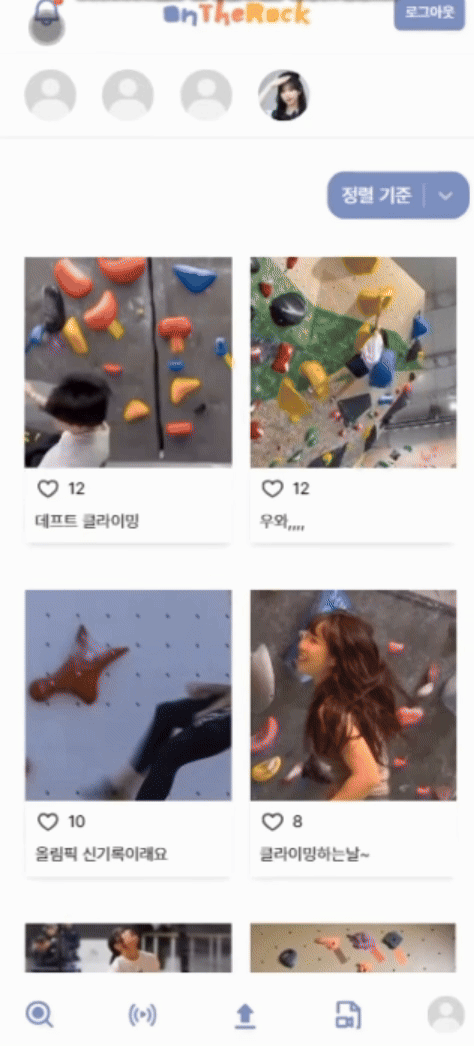 OnTheRock
로그아웃
정렬 기준
12
데프트 클라이밍
12
우와,,,,
10
올림픽 신기록이래요
8
클라이밍하는날~